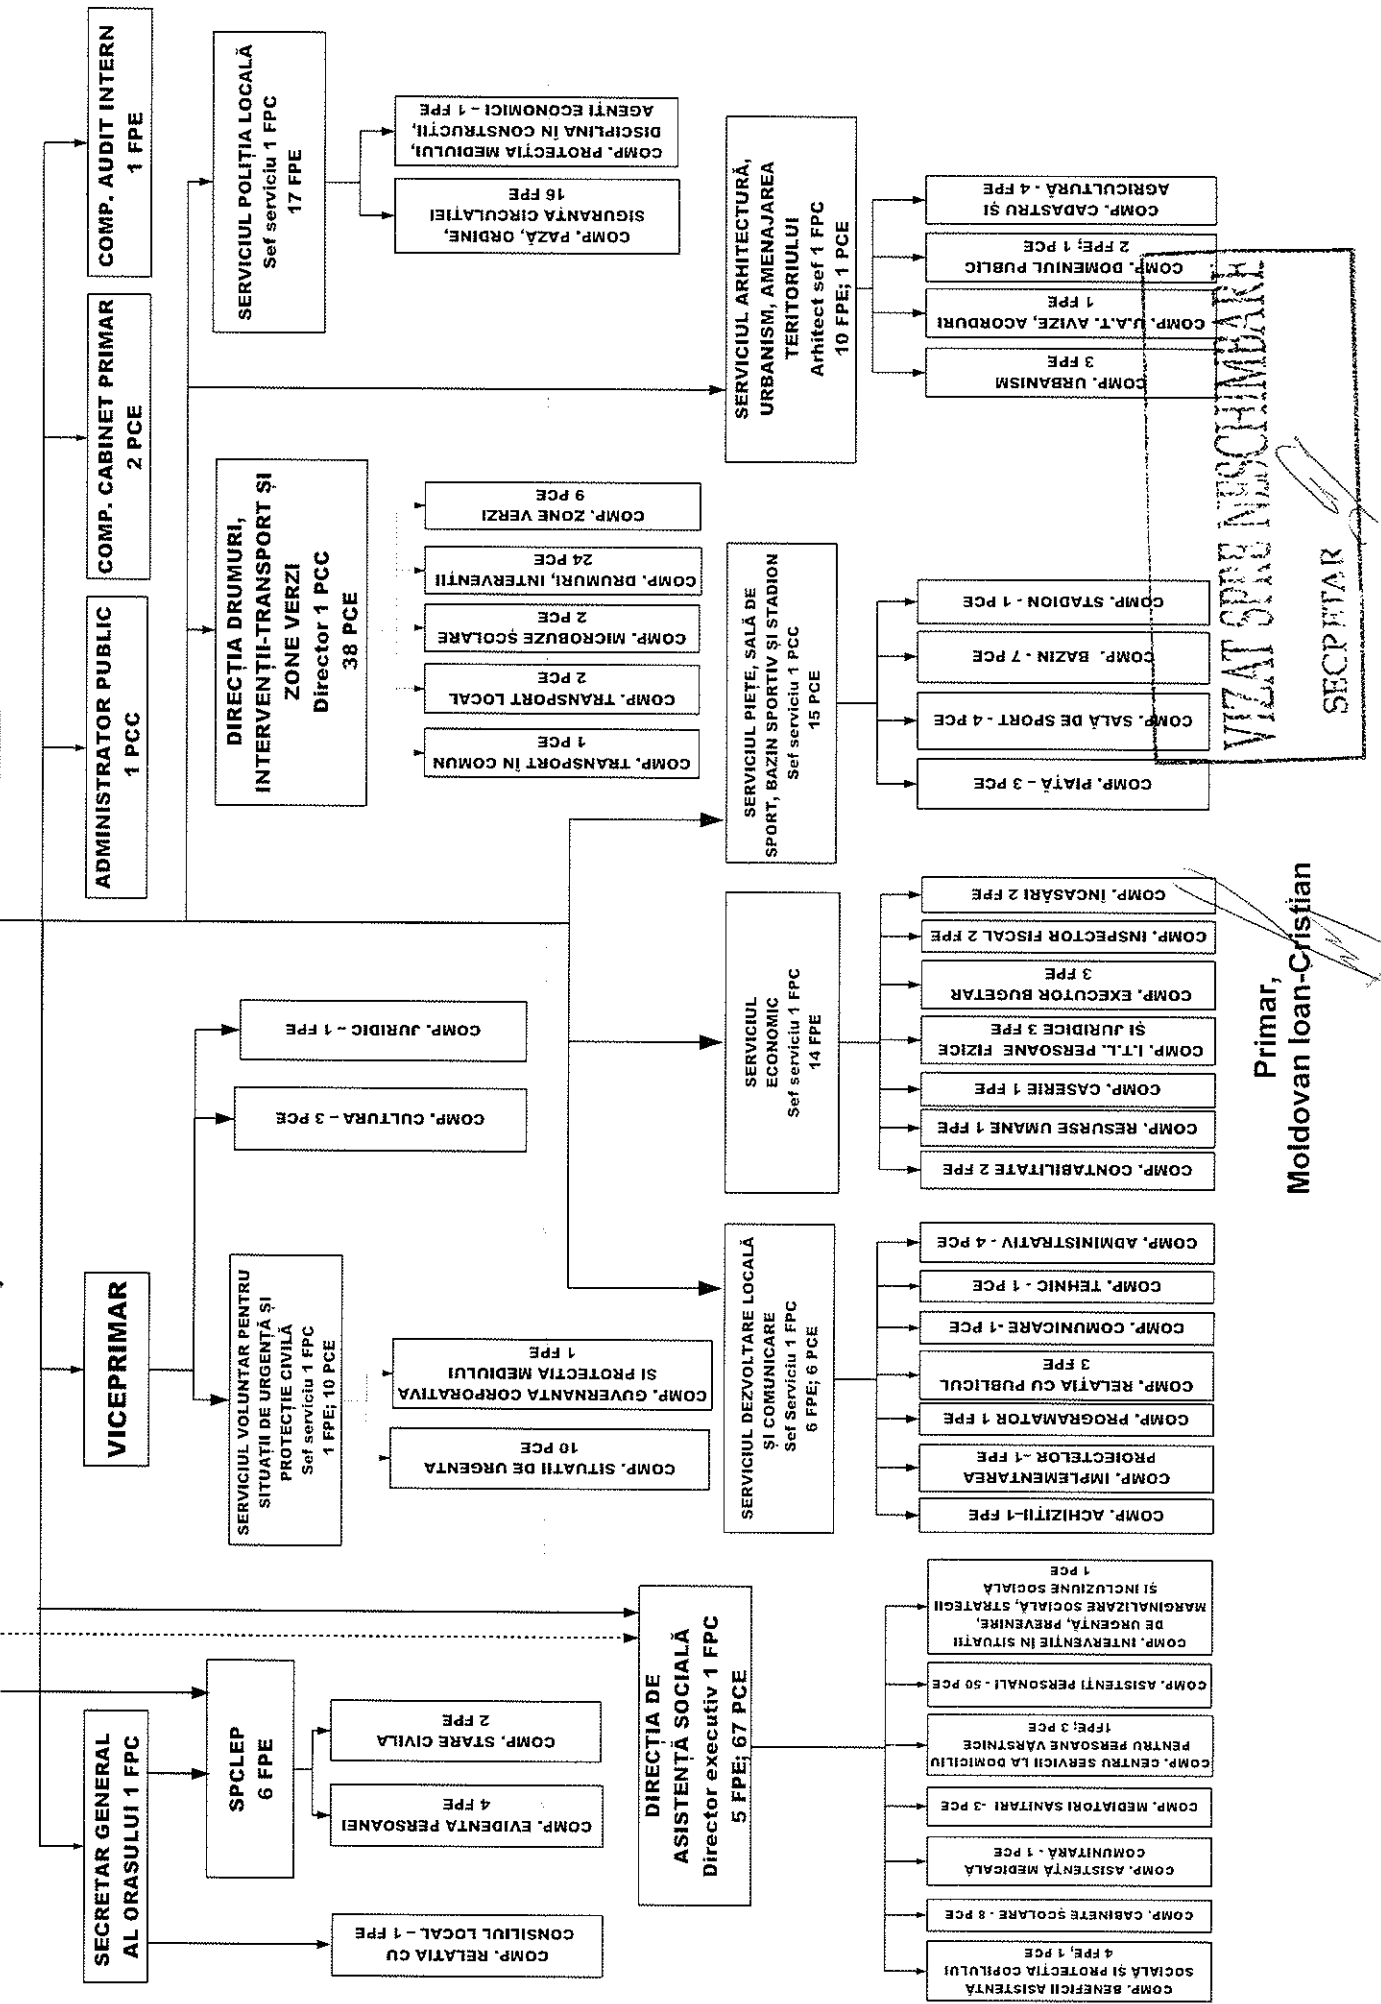 SECRETAR GENERAL
AL ORASULUI 1 FPC
VICEPRIMAR
ADMINISTRATOR PUBLIC
1 PCC
COMP. CABINET PRIMAR
2 PCE
COMP. AUDIT INTERN
1 FPE
SPCLEP
6 FPE
COMP. RELATIA CU
CONSILIUL LOCAL – 1 FPE
COMP. EVIDENTA PERSOANEI
4 FPE
COMP. STARE CIVILA
2 FPE
SERVICIUL VOLUNTAR PENTRU
SITUAȚII DE URGENȚĂ ȘI
PROTECȚIE CIVILĂ
Sef serviciu 1 FPC
1 FPE; 10 PCE
COMP. CULTURA – 3 PCE
COMP. JURIDIC – 1 FPE
COMP. SITUATII DE URGENTA
10 PCE
COMP. GUVERNANTA CORPORATIVA
SI PROTECTIA MEDIULUI
1 FPE
DIRECȚIA DRUMURI,
INTERVENȚII-TRANSPORT ȘI
ZONE VERZI
Director 1 PCC
38 PCE
COMP. TRANSPORT ÎN COMUN
1 PCE
COMP. TRANSPORT LOCAL
2 PCE
COMP. MICROBUZE ȘCOLARE
2 PCE
COMP. DRUMURI, INTERVENȚII
24 PCE
COMP. ZONE VERZI
9 PCE
SERVICIUL POLIȚIA LOCALĂ
Sef serviciu 1 FPC
17 FPE
COMP. PAZĂ, ORDINE,
SIGURANȚA CIRCULAȚIEI
16 FPE
COMP. PROTECȚIA MEDIULUI,
DISCIPLINA ÎN CONSTRUCȚII,
AGENȚI ECONOMICI – 1 FPE
DIRECȚIA DE
ASISTENȚĂ SOCIALĂ
Director executiv 1 FPC
5 FPE; 67 PCE
COMP. BENEFICII ASISTENȚĂ
SOCIALĂ ȘI PROTECȚIA COPILULUI
4 FPE, 1 PCE
COMP. CABINETE ȘCOLARE - 8 PCE
COMP. ASISTENȚĂ MEDICALĂ
COMUNITARĂ - 1 PCE
COMP. MEDIATORI SANITARI -3 PCE
COMP. CENTRU SERVICII LA DOMICILIU
PENTRU PERSOANE VÂRSTNICE
1FPE; 3 PCE
COMP. ASISTENȚI PERSONALI - 50 PCE
COMP. INTERVENȚIE ÎN SITUAȚII
DE URGENȚĂ, PREVENIRE,
MARGINALIZARE SOCIALĂ, STRATEGII
ȘI INCLUZIUNE SOCIALĂ
1 PCE
SERVICIUL DEZVOLTARE LOCALĂ
ȘI COMUNICARE
Sef Serviciu 1 FPC
6 FPE; 6 PCE
COMP. ACHIZIȚII-1 FPE
COMP. IMPLEMENTAREA
PROIECTELOR -1- FPE
COMP. PROGRAMATOR 1 FPE
COMP. RELAȚIA CU PUBLICUL
3 FPE
COMP. COMUNICARE -1 PCE
COMP. TEHNIC - 1 PCE
COMP. ADMINISTRATIV - 4 PCE
SERVICIUL
ECONOMIC
Sef serviciu 1 FPC
14 FPE
COMP. CONTABILITATE 2 FPE
COMP. RESURSE UMANE 1 FPE
COMP. CASERIE 1 FPE
COMP. I.T.L. PERSOANE FIZICE
ȘI JURIDICE 3 FPE
COMP. EXECUTOR BUGETAR
3 FPE
COMP. INSPECTOR FISCAL 2 FPE
COMP. ÎNCASĂRI 2 FPE
SERVICIUL PIETE, SALĂ DE
SPORT, BAZIN SPORTIV ȘI STADION
Sef serviciu 1 PCC
15 PCE
COMP. PIAȚĂ – 3 PCE
COMP. SALĂ DE SPORT - 4 PCE
COMP. BAZIN - 7 PCE
COMP. STADION - 1 PCE
SERVICIUL ARHITECTURĂ,
URBANISM, AMENAJAREA
TERITORIULUI
Arhitect sef 1 FPC
10 FPE; 1 PCE
COMP. URBANISM
3 FPE
COMP. U.A.T. AVIZE, ACORDURI
1 FPE
COMP. DOMENIUL PUBLIC
2 FPE; 1 PCE
COMP. CADASTRU ȘI
AGRICULTURĂ - 4 FPE
Primar,
Moldovan Ioan-Cristian
VIZAT SPRE NESCHIMBARE
SECRETAR